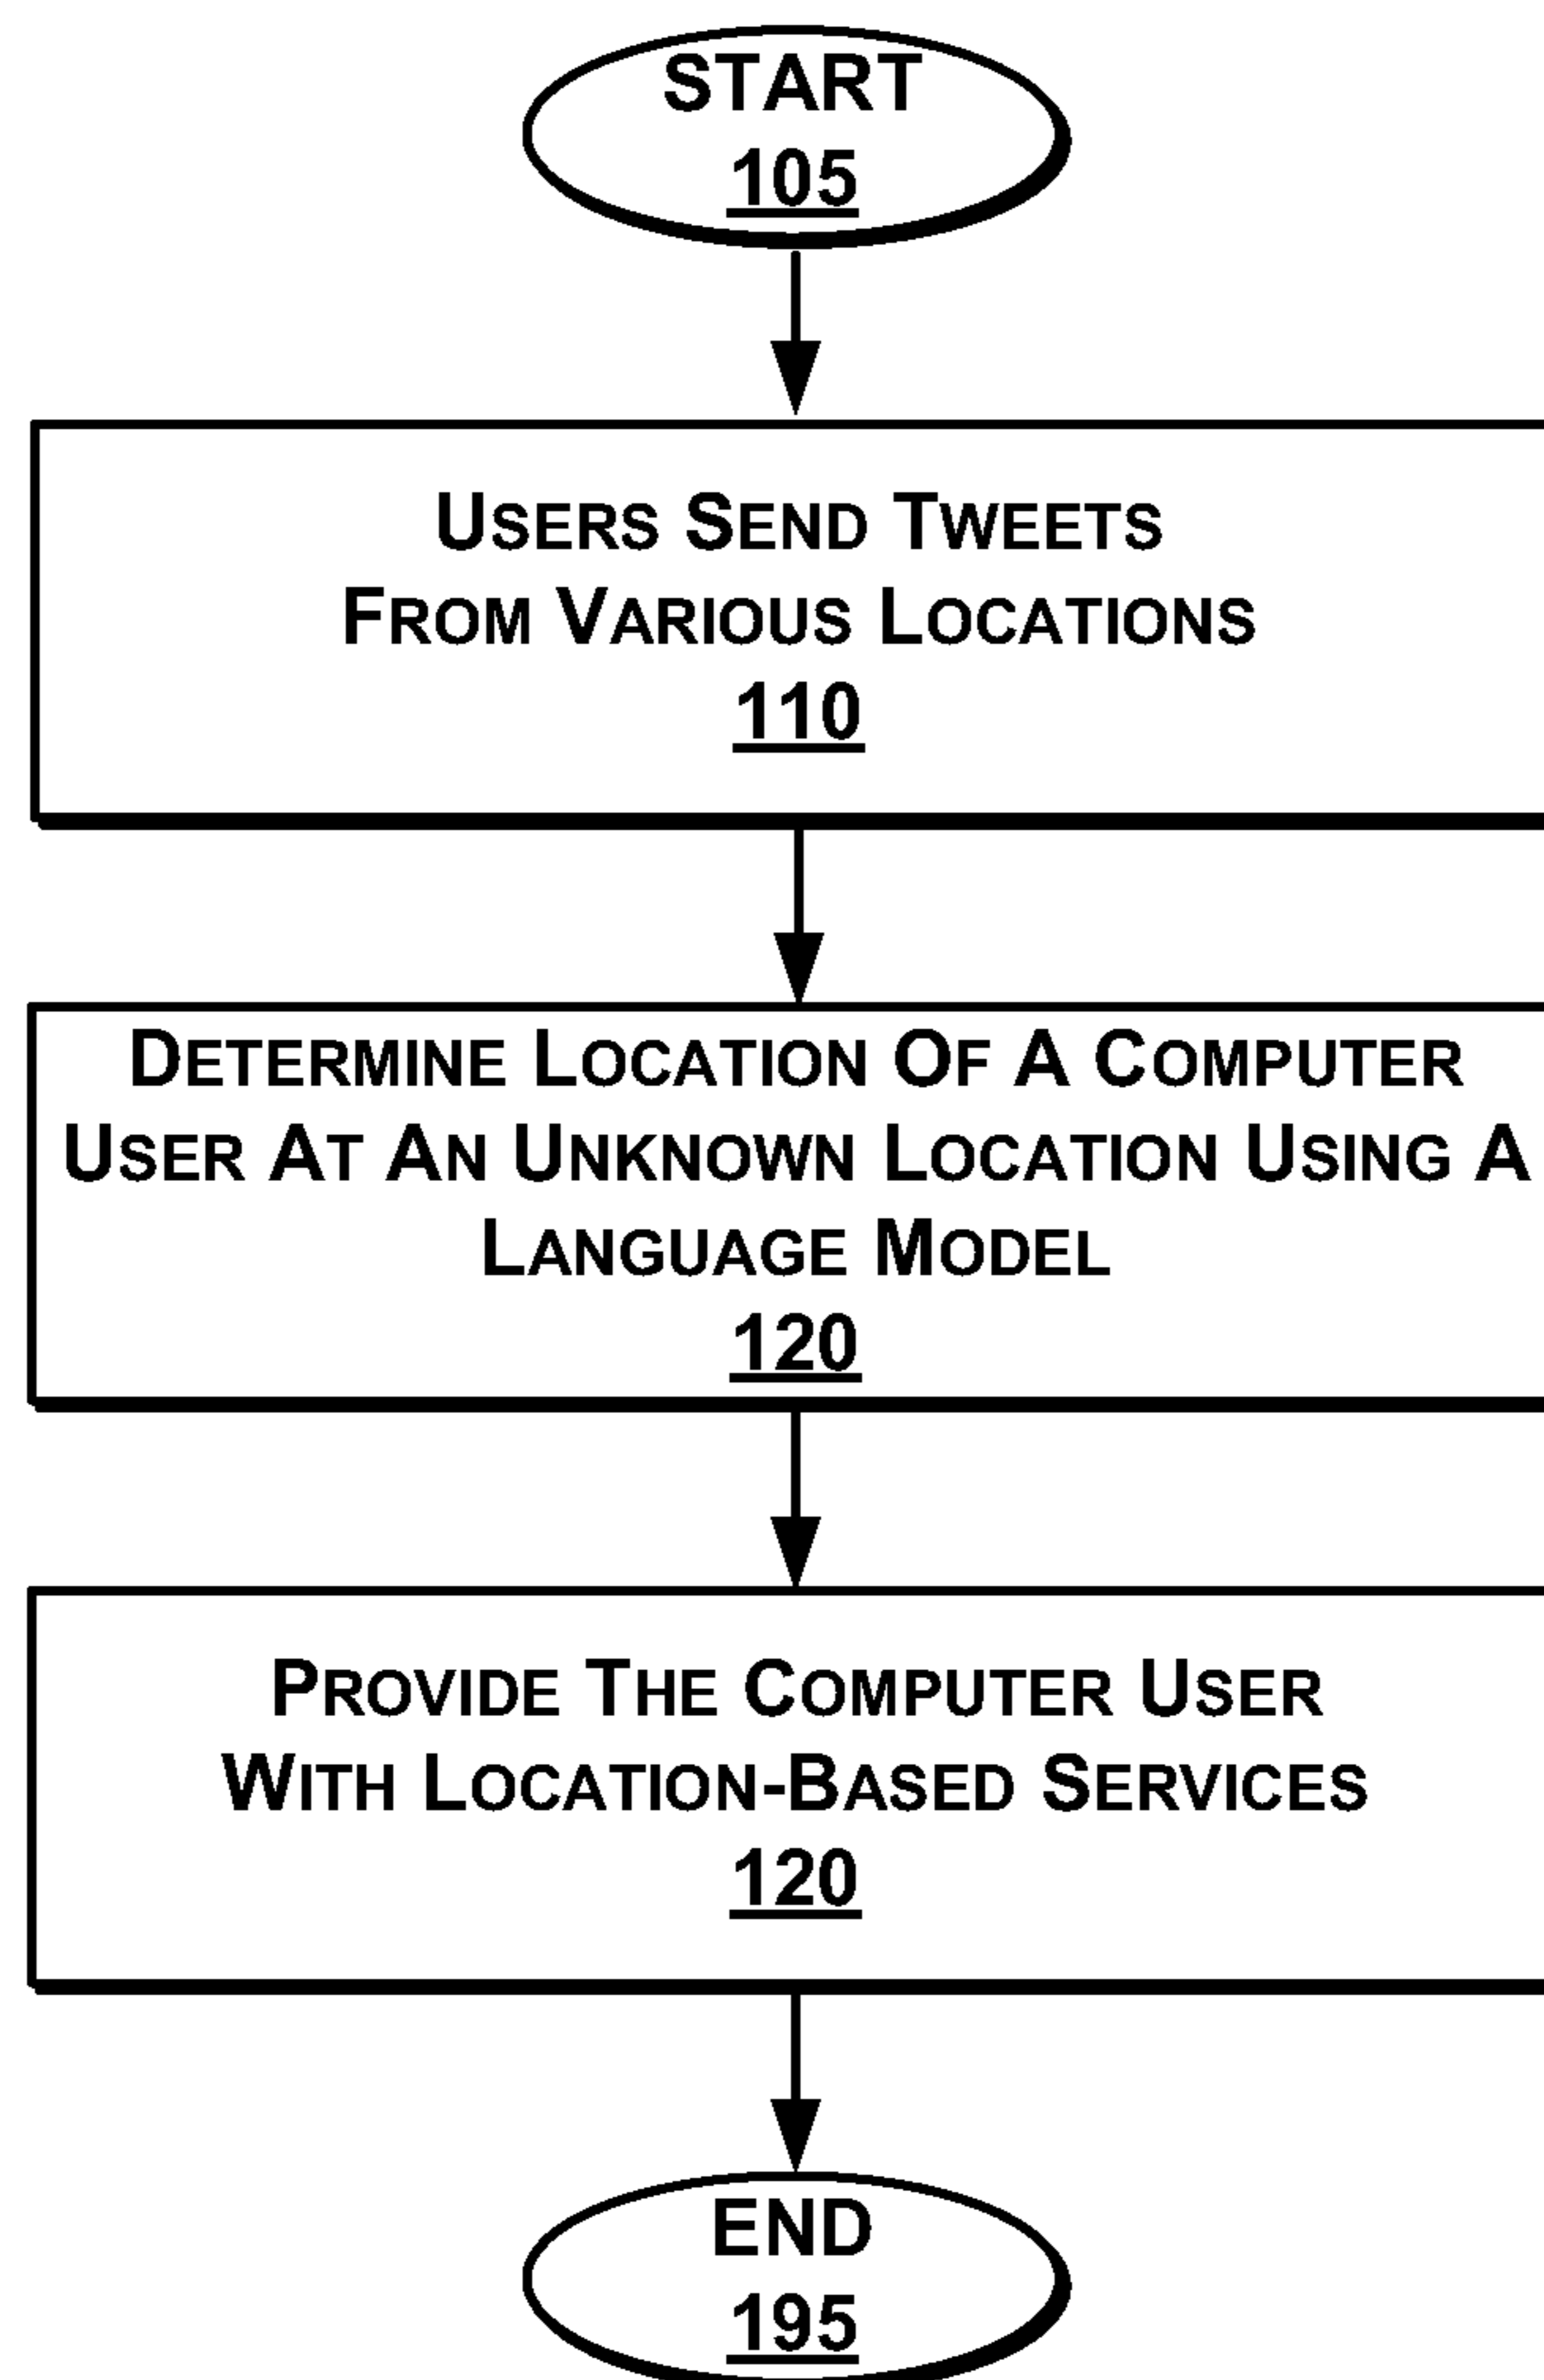 START
105
USERS SEND TWEETS
FROM VARIOUS LOCATIONS
110
DETERMINE LOCATION OF A COMPUTER
USER AT AN UNKNOWN LOCATION USING A
LANGUAGE MODEL
120
PROVIDE THE COMPUTER USER
WITH LOCATION-BASED SERVICES
120
END
195